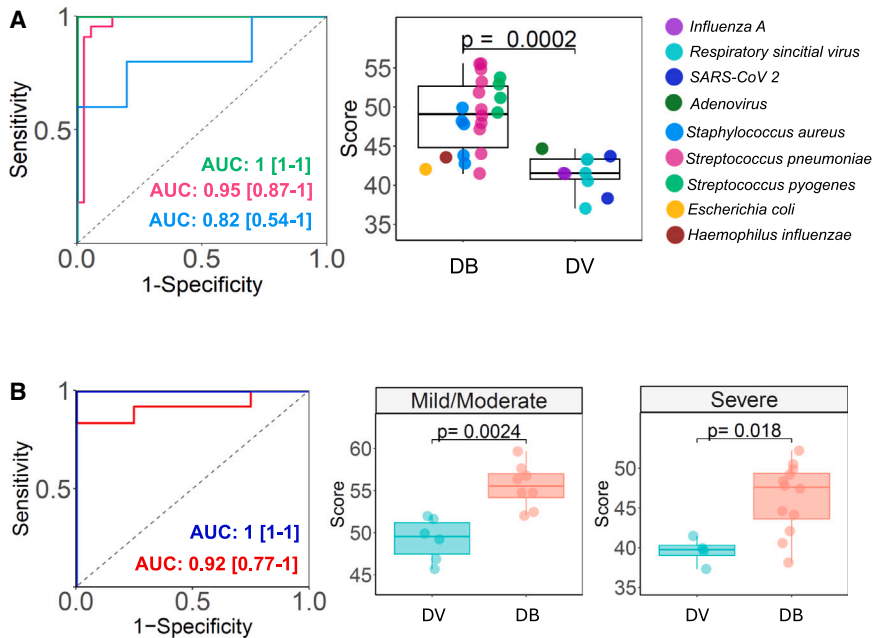 A
1
0.5
Sensitivity
AUC: 1 [1-1]
AUC: 0.95 [0.87-1]
AUC: 0.82 [0.54-1]
0.0
0.5
1.0
1-Specificity
p = 0.0002
55
50
45
40
35
Score
DB
DV
Influenza A
Respiratory sincitial virus
SARS-CoV 2
Adenovirus
Staphylococcus aureus
Streptococcus pneumoniae
Streptococcus pyogenes
Escherichia coli
Haemophilus influenzae
B
1
0.5
Sensitivity
AUC: 1 [1-1]
AUC: 0.92 [0.77-1]
0.0
0.5
1.0
1−Specificity
Mild/Moderate
p= 0.0024
60
55
50
45
Score
DV
DB
Severe
p= 0.018
50
45
40
35
Score
DV
DB